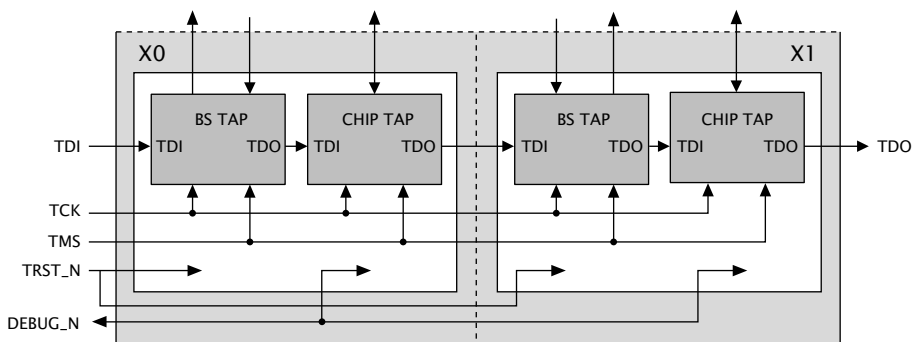 X0 X1
BS TAP CHIP TAP BS TAP CHIP TAP
TDI TDI TDO TDI TDO TDI TDO TDI TDO TDO
TCK
TMS
TRST_N
DEBUG_N